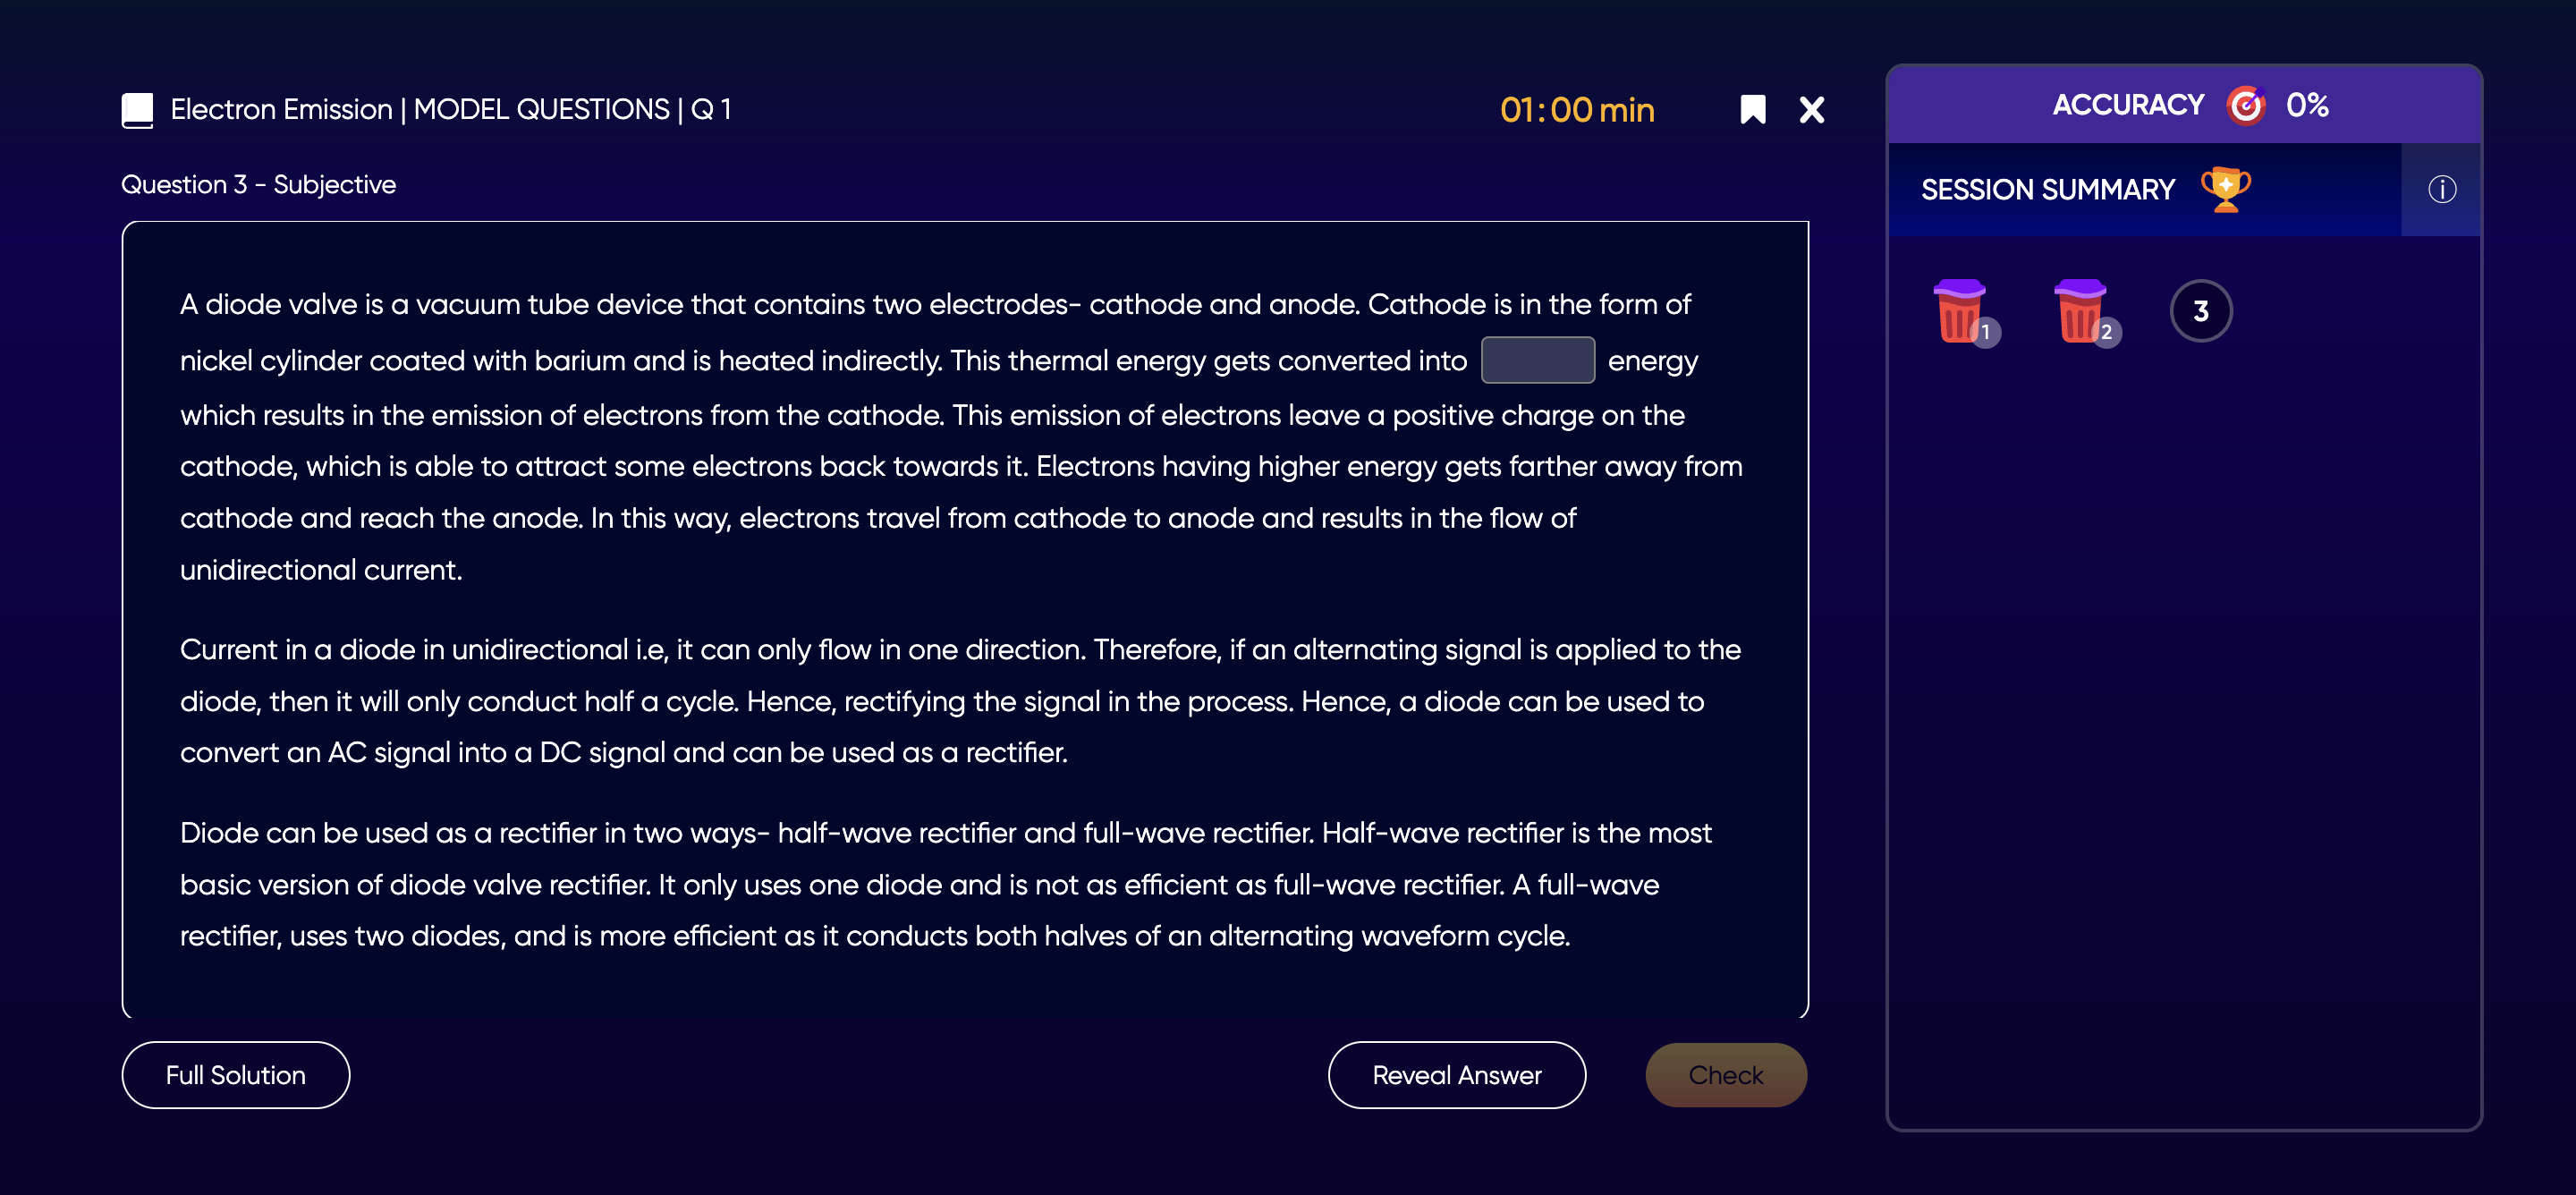 Electron Emission | MODEL QUESTIONS | Q 1
01:00 min
Question 3 - Subjective
A diode valve is a vacuum tube device that contains two electrodes- cathode and anode. Cathode is in the form of
nickel cylinder coated with barium and is heated indirectly. This thermal energy gets converted into energy
which results in the emission of electrons from the cathode. This emission of electrons leave a positive charge on the
cathode, which is able to attract some electrons back towards it. Electrons having higher energy gets farther away from
cathode and reach the anode. In this way, electrons travel from cathode to anode and results in the flow of
unidirectional current.
Current in a diode in unidirectional i.e, it can only flow in one direction. Therefore, if an alternating signal is applied to the
diode, then it will only conduct half a cycle. Hence, rectifying the signal in the process. Hence, a diode can be used to
convert an AC signal into a DC signal and can be used as a rectifier.
Diode can be used as a rectifier in two ways- half-wave rectifier and full-wave rectifier. Half-wave rectifier is the most
basic version of diode valve rectifier. It only uses one diode and is not as efficient as full-wave rectifier. A full-wave
rectifier, uses two diodes, and is more efficient as it conducts both halves of an alternating waveform cycle.
Full Solution
Reveal Answer
Check
ACCURACY 0%
SESSION SUMMARY
1 2 3